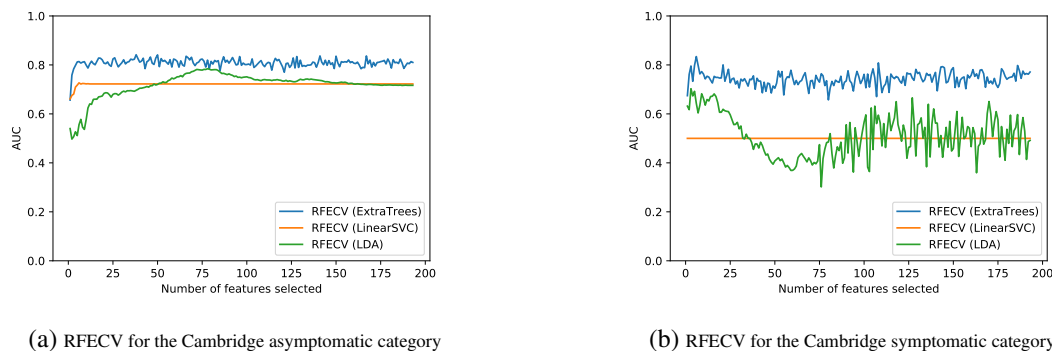 1.0
0.8
0.6
0.4
0.2
0.0
AUC
0
25
50
75
100
125
150
175
200
Number of features selected
RFECV (ExtraTrees)
RFECV (LinearSVC)
RFECV (LDA)
(a) RFECV for the Cambridge asymptomatic category
1.0
0.8
0.6
0.4
0.2
0.0
AUC
0
25
50
75
100
125
150
175
200
Number of features selected
RFECV (ExtraTrees)
RFECV (LinearSVC)
RFECV (LDA)
(b) RFECV for the Cambridge symptomatic category